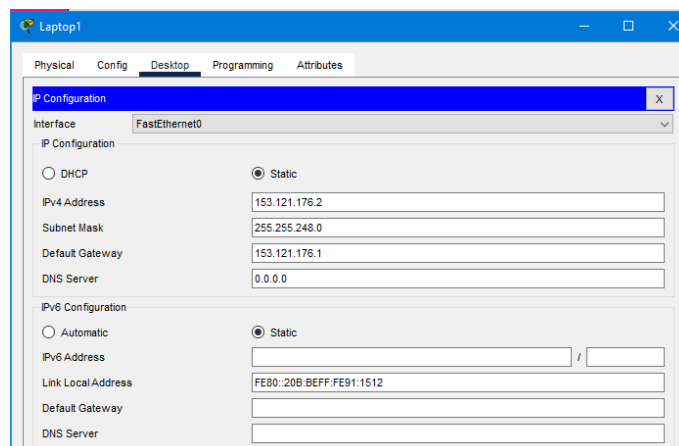 Laptop1
Physical Config Desktop Programming Attributes
IP Configuration X
Interface FastEthernet0
IP Configuration
DHCP Static
IPv4 Address 153.121.176.2
Subnet Mask 255.255.248.0
Default Gateway 153.121.176.1
DNS Server 0.0.0.0
IPv6 Configuration
Automatic Static
IPv6 Address /
Link Local Address FE80::20B:BEFF:FE91:1512
Default Gateway
DNS Server